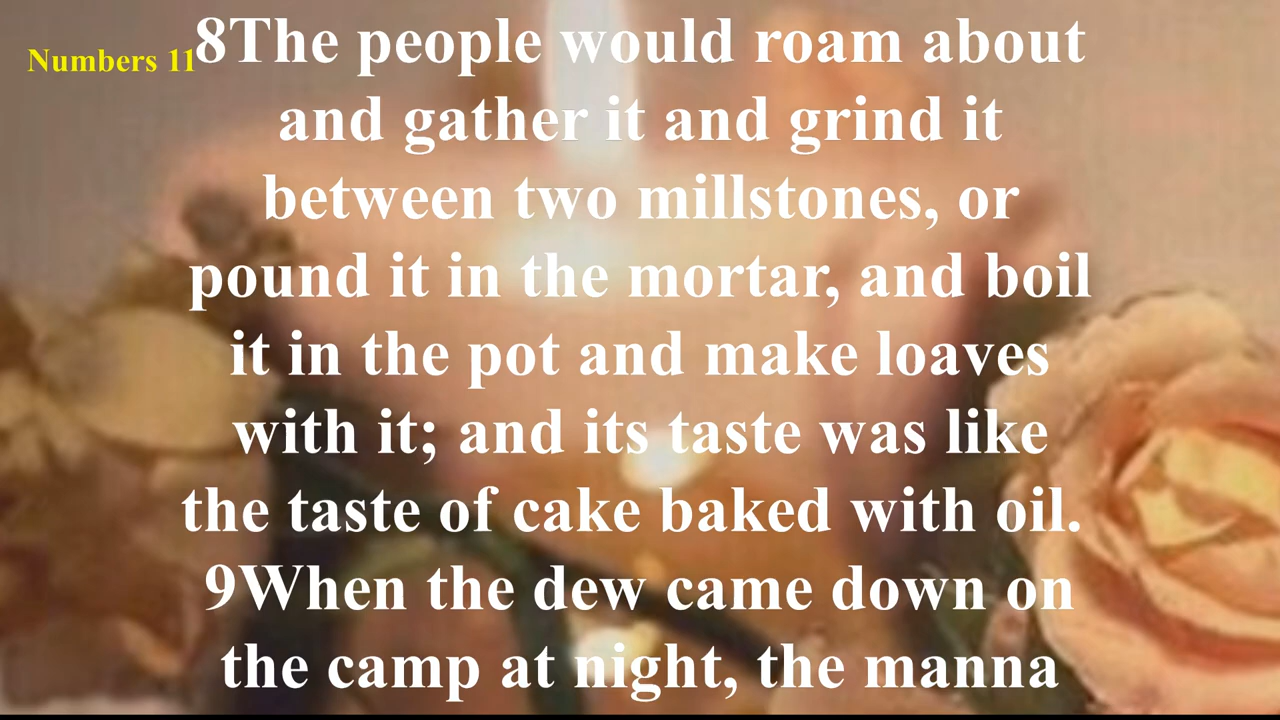 Numbers 11
8The people would roam about
and gather it and grind it
between two millstones, or
pound it in the mortar, and boil
it in the pot and make loaves
with it; and its taste was like
the taste of cake baked with oil.
9When the dew came down on
the camp at night, the manna